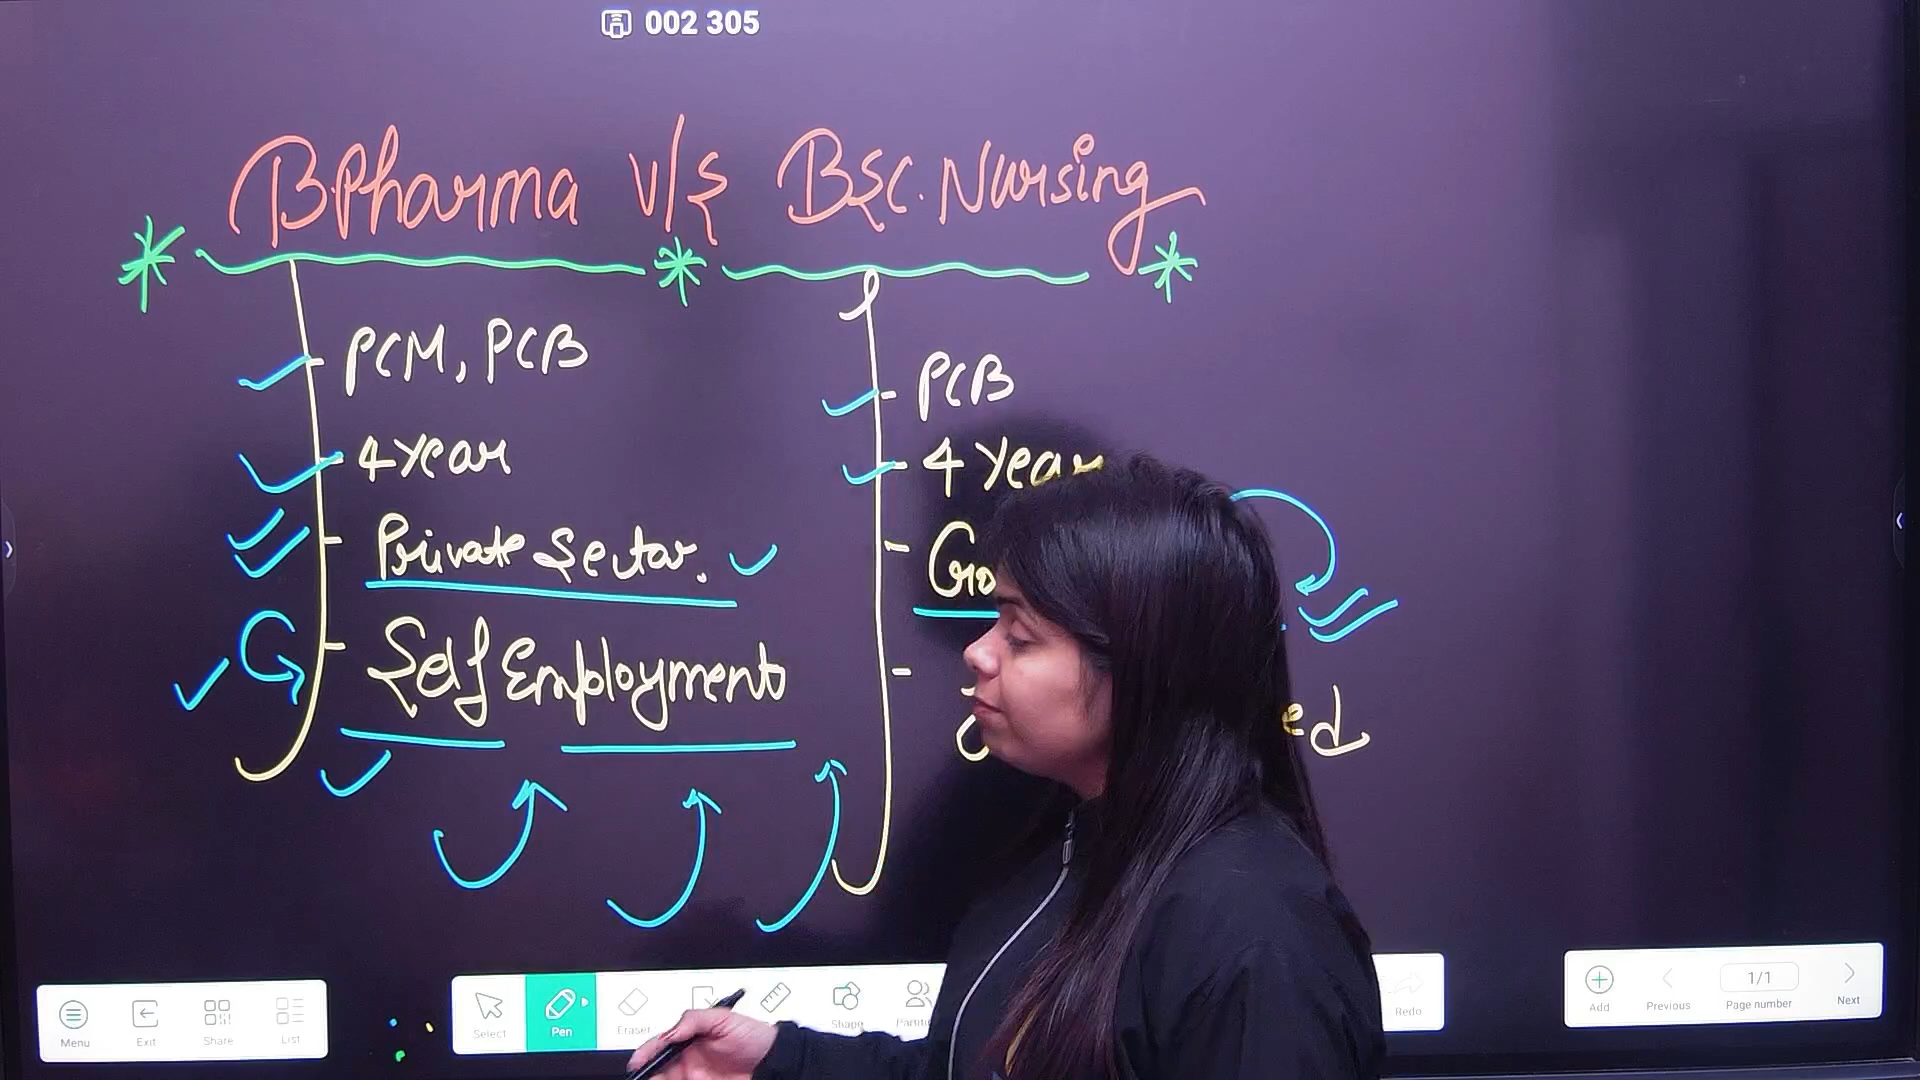 002 305
BPharma v/s BSc. Nursing
PCM, PCB
4 year
Private Sector.
Self Employment
PCB
4 Year
Menu
Exit
Share
List
Select
Pen
Eraser
Shape
Redo
Add
Previous
1/1
Page number
Next